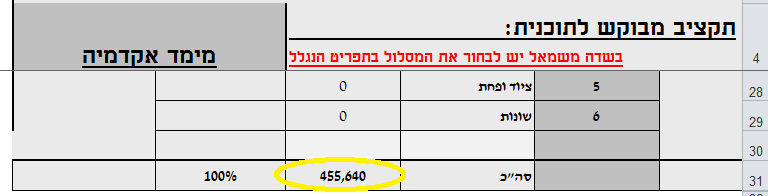 תקציב מבוקש לתוכנית:
מימד אקדמיה
בשדה משמאל יש לבחור את המסלול בתפריט הנגלל
4
28 5 ציוד ופחת 0
29 6 שונות 0
30
31 סה"כ 455,640 100%